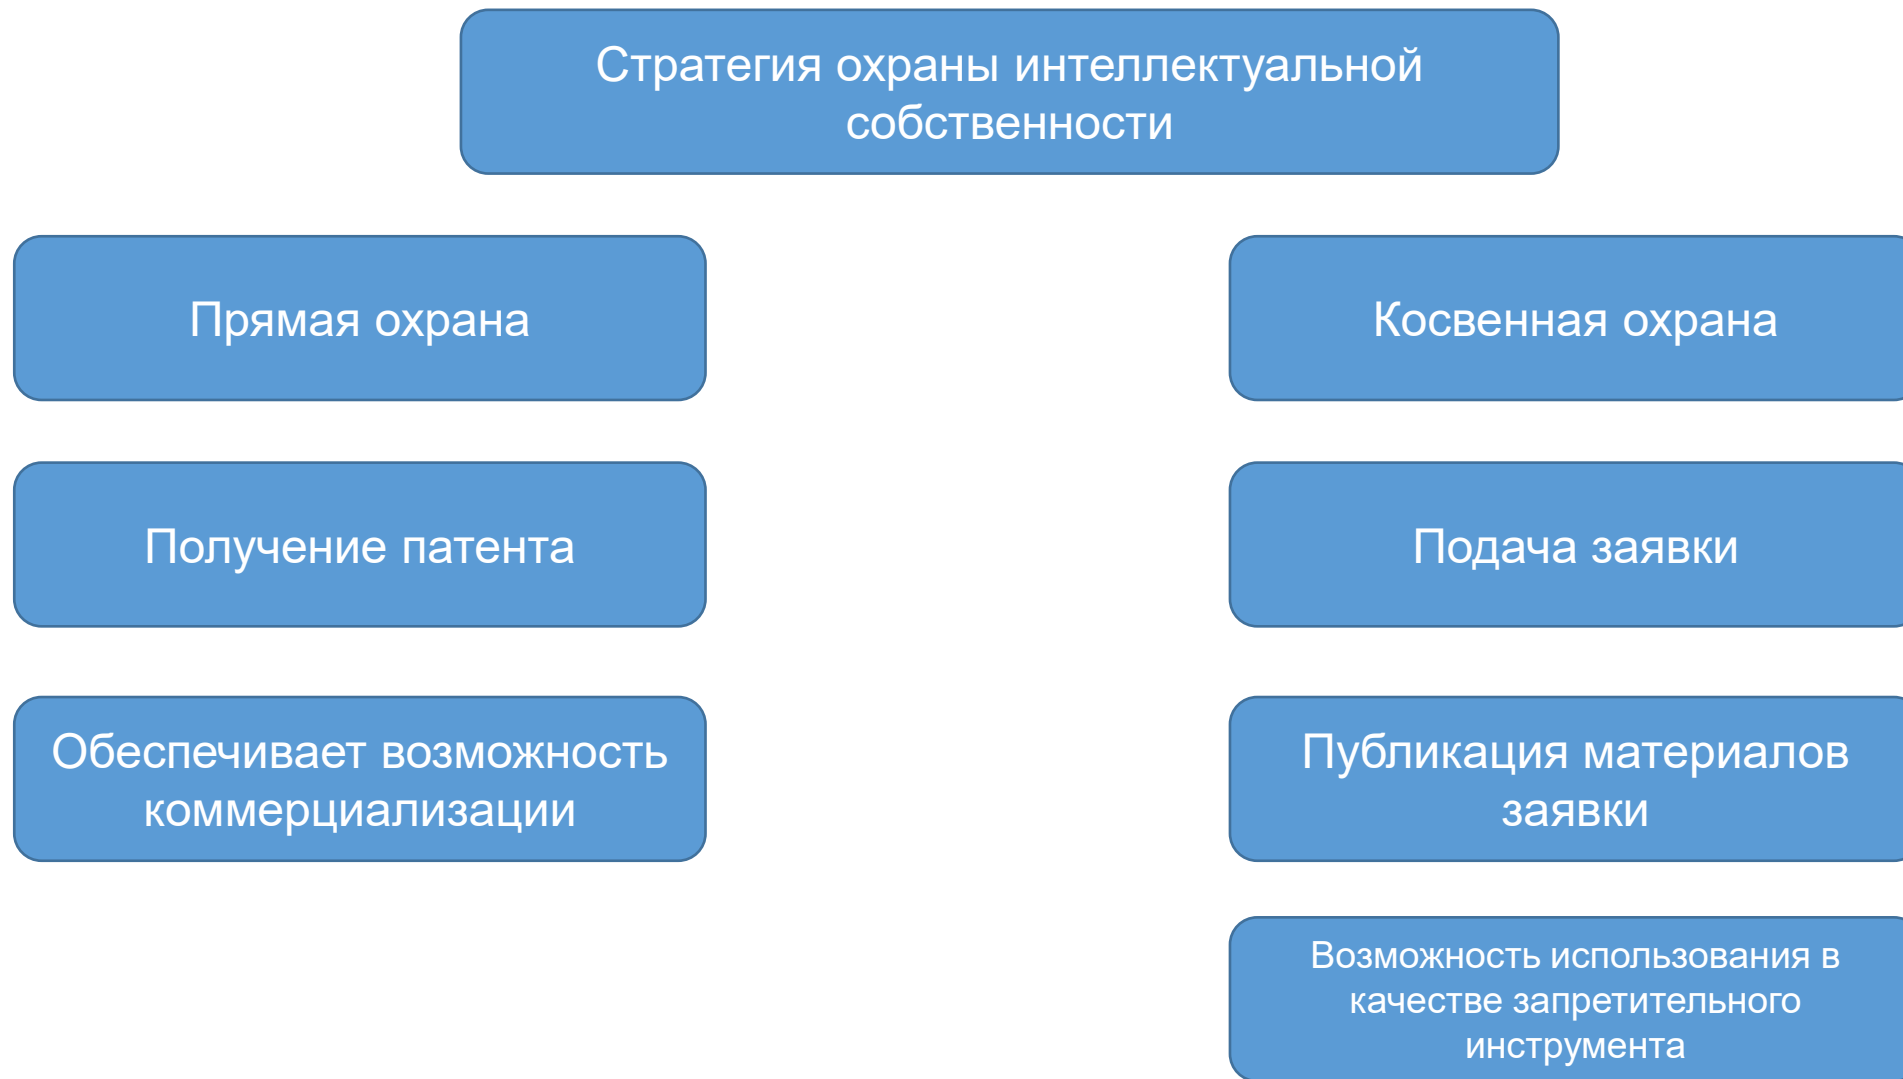 Стратегия охраны интеллектуальной
собственности
Прямая охрана
Косвенная охрана
Получение патента
Подача заявки
Обеспечивает возможность
коммерциализации
Публикация материалов
заявки
Возможность использования в
качестве запретительного
инструмента